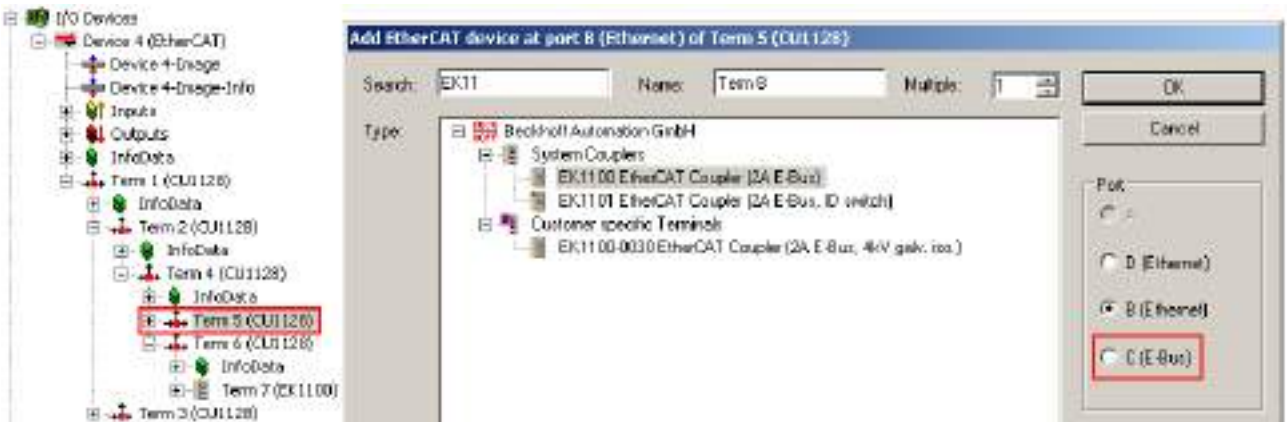 I/O Devices
Device 4 (EtherCAT)
Device 4-Image
Device 4-Image-Info
Inputs
Outputs
InfoData
Term 1 (CU1128)
InfoData
Term 2 (CU1128)
InfoData
Term 4 (CU1128)
InfoData
Term 5 (CU1128)
Term 6 (CU1128)
InfoData
Term 7 (EK1100)
Term 3 (CU1128)
Add EtherCAT device at port B (Ethernet) of Term 5 (CU1128)
Search: EK11 Name: Term 8 Multiple: 1 OK
Type: Beckhoff Automation GmbH Cancel
System Couplers
EK1100 EtherCAT Coupler (2A E-Bus)
EK1101 EtherCAT Coupler (2A E-Bus, ID switch)
Customer specific Terminals
EK1100-0030 EtherCAT Coupler (2A E-Bus, 4kV galv. iso.)
Port
D (Ethernet)
B (Ethernet)
C (E-Bus)